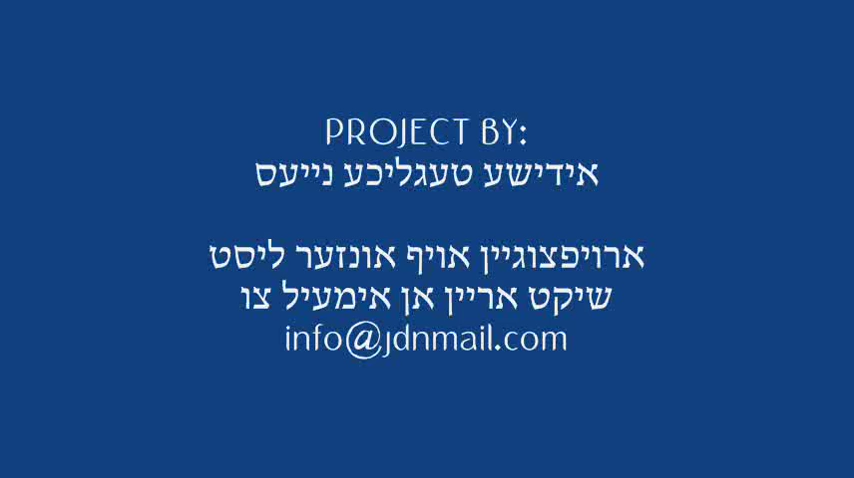 PROJECT BY:
אידישע טעגליכע נייעס
ארויפצוגיין אויף אונזער ליסט
שיקט אריין אן אימעיל צו
info@jdnmail.com